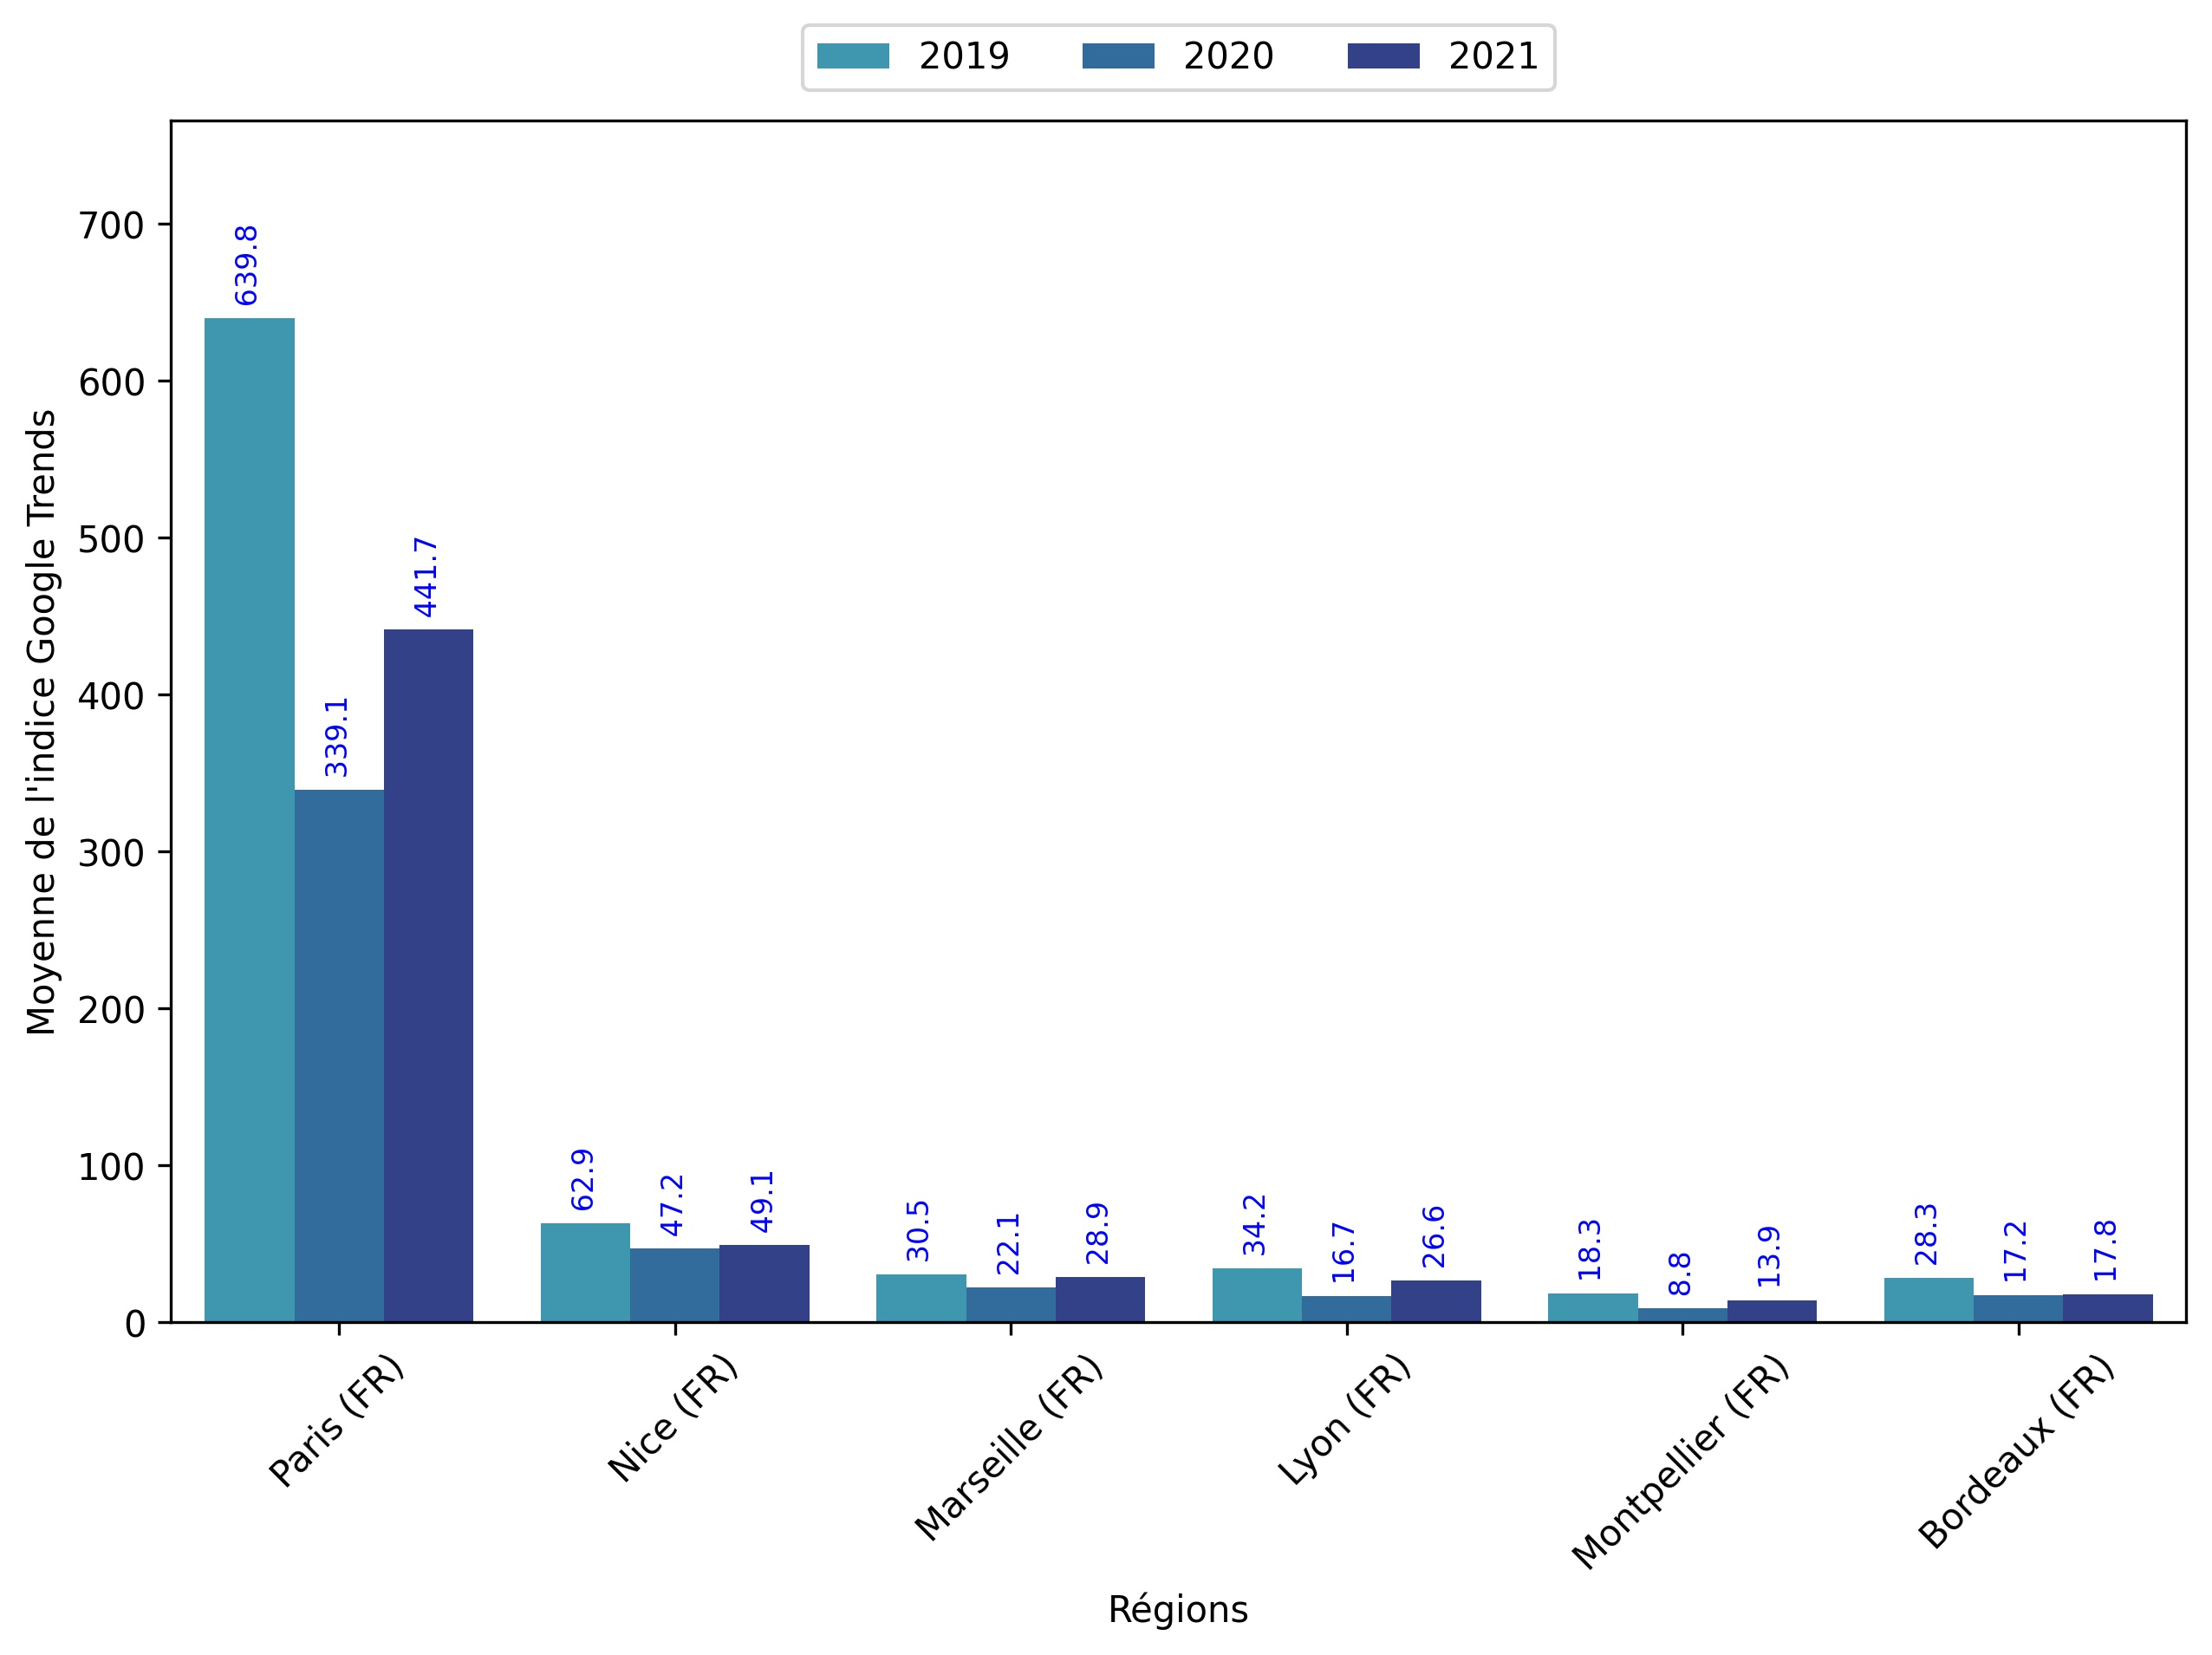 2019 2020 2021
Moyenne de l'indice Google Trends
700
600
500
400
300
200
100
0
639.8
339.1
441.7
62.9
47.2
49.1
30.5
22.1
28.9
34.2
16.7
26.6
18.3
8.8
13.9
28.3
17.2
17.8
Paris (FR)
Nice (FR)
Marseille (FR)
Lyon (FR)
Montpellier (FR)
Bordeaux (FR)
Régions